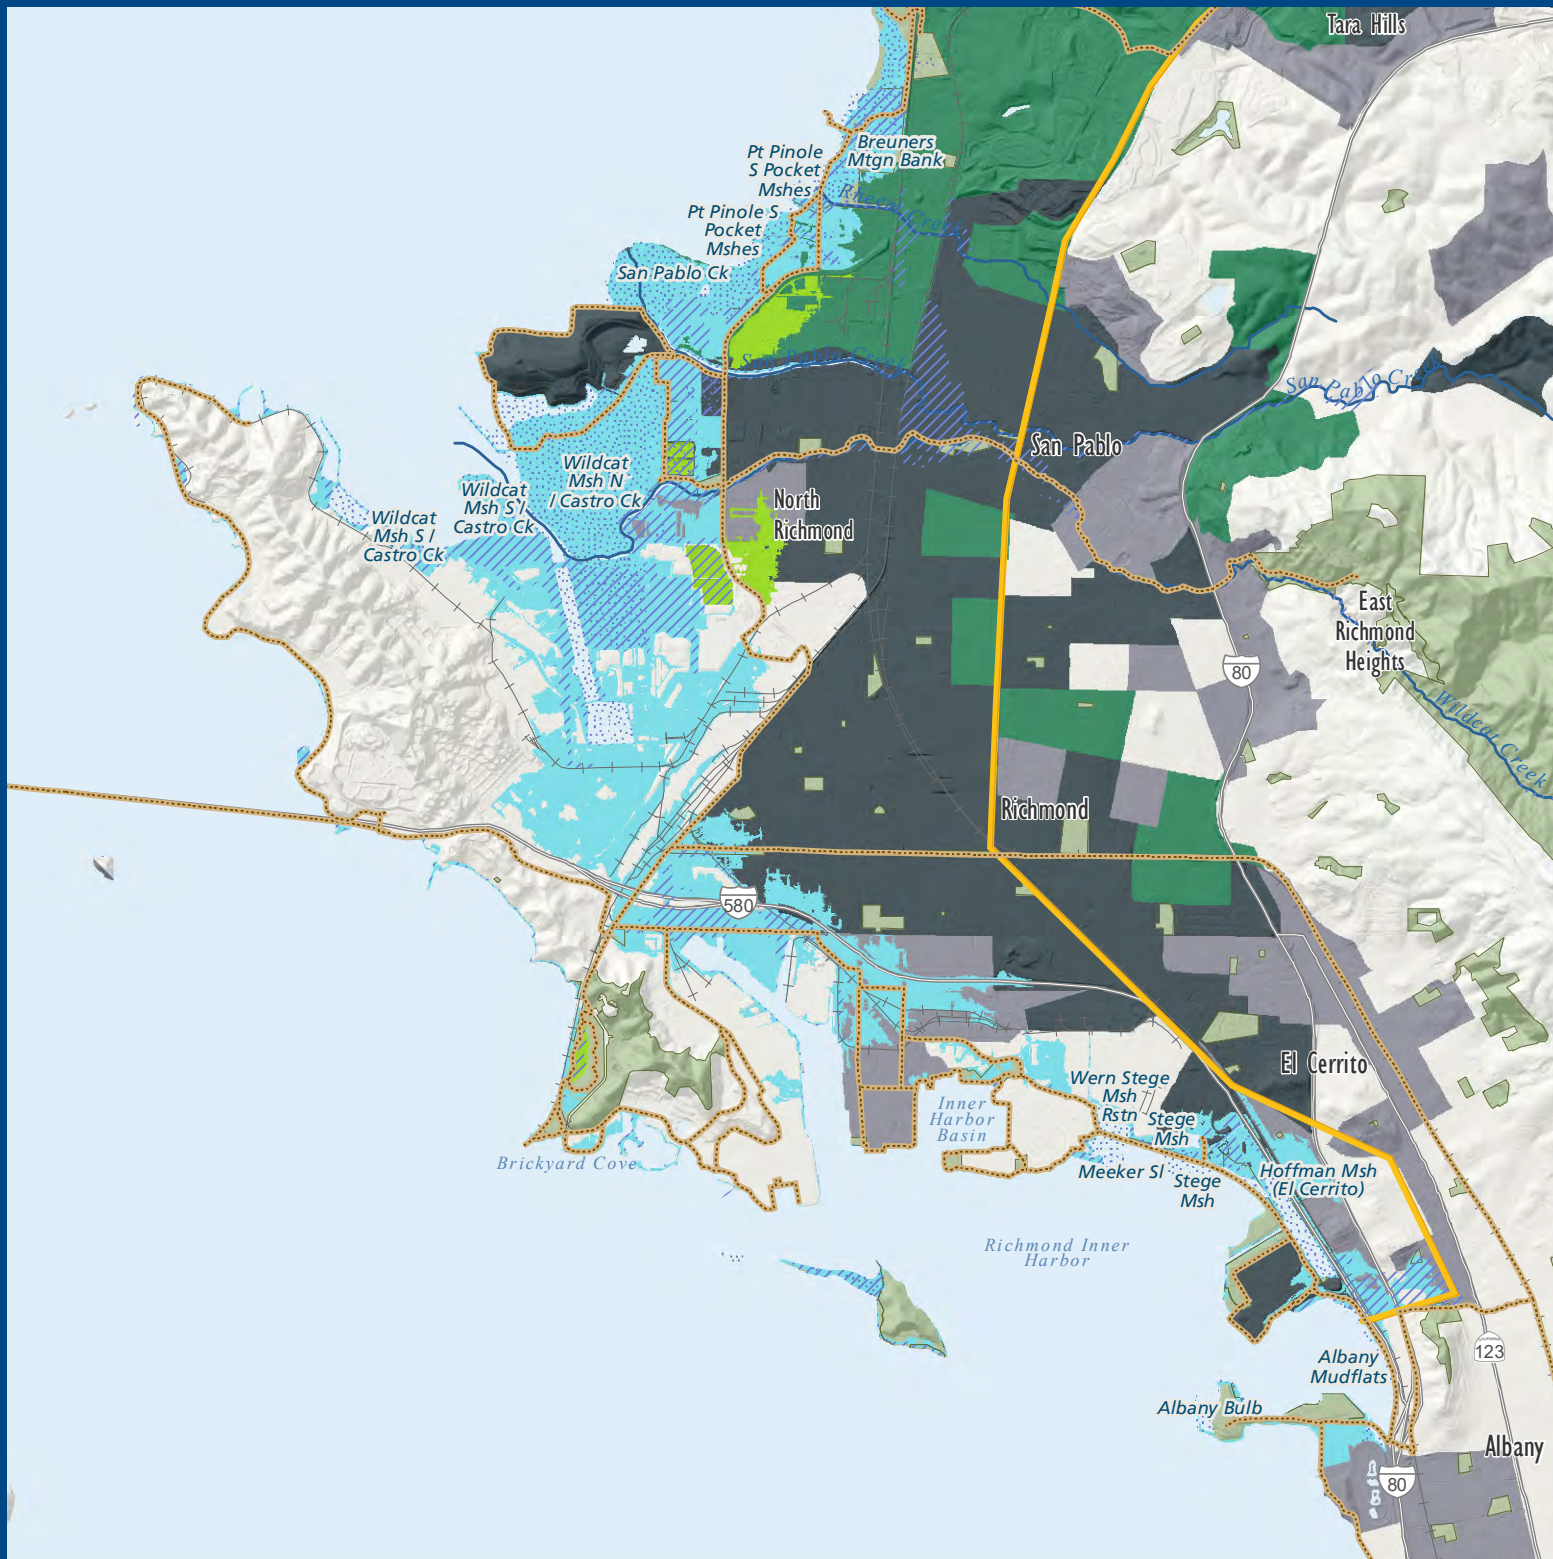 Tara Hills
Breuners
Mtgn Bank
Pt Pinole
S Pocket
Mshes
Rheem Creek
Pt Pinole S
Pocket
Mshes
San Pablo Ck
San Pablo Creek
San Pablo Creek
San Pablo
Wildcat
Msh N
/ Castro Ck
Wildcat
Msh S /
Castro Ck
Wildcat
Msh S /
Castro Ck
North
Richmond
East
Richmond
Heights
80
Wildcat Creek
Richmond
580
El Cerrito
Wern Stege
Msh
Rstn
Stege
Msh
Inner
Harbor
Basin
Brickyard Cove
Meeker Sl
Stege
Msh
Hoffman Msh
(El Cerrito)
Richmond Inner
Harbor
CALIFORNIA
123
Albany
Mudflats
Albany Bulb
Albany
80